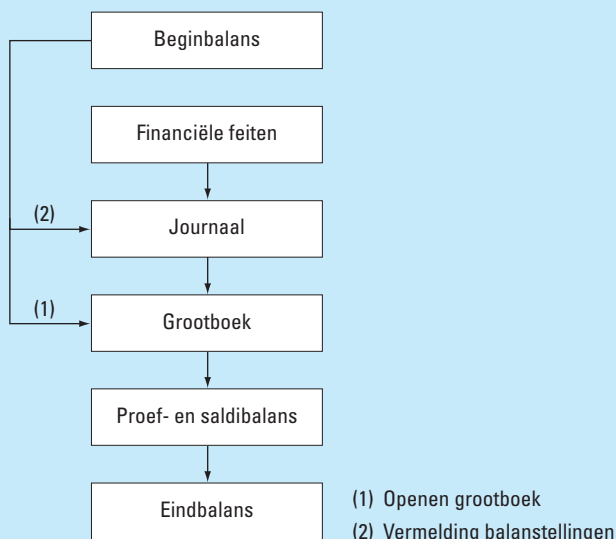 Beginbalans
Financiële feiten
(2)
Journaal
(1)
Grootboek
Proef- en saldibalans
Eindbalans
(1) Openen grootboek
(2) Vermelding balanstellingen